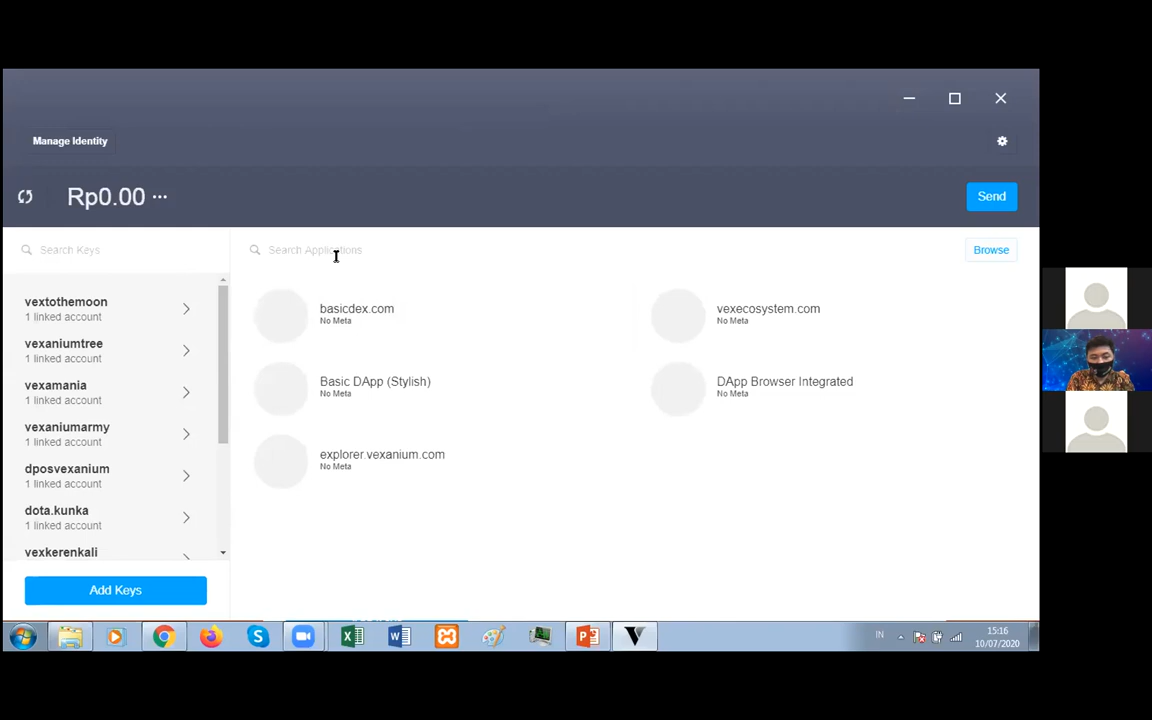 Manage Identity
Rp0.00 ···
Send
Search Keys
Search Applications
Browse
vextothemoon
1 linked account
vexaniumtree
1 linked account
vexamania
1 linked account
vexaniumarmy
1 linked account
dposvexanium
1 linked account
dota.kunka
1 linked account
vexkerenkali
Add Keys
basicdex.com
No Meta
vexecosystem.com
No Meta
Basic DApp (Stylish)
No Meta
DApp Browser Integrated
No Meta
explorer.vexanium.com
No Meta
IN
15:16
10/07/2020